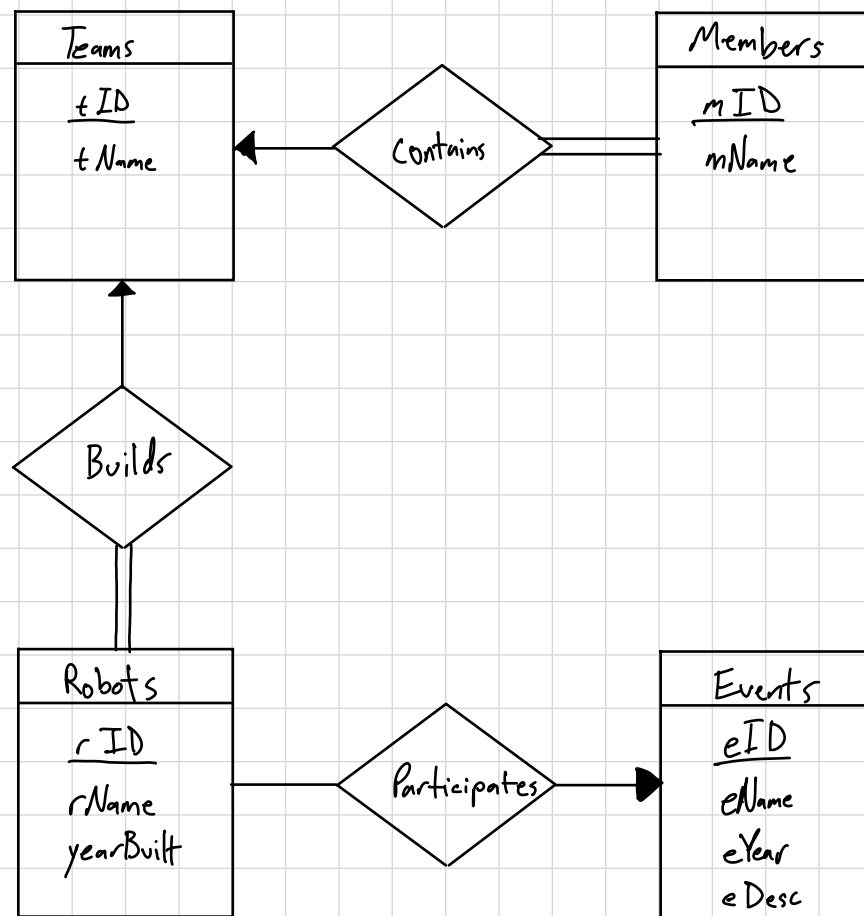 Teams
tID
tName
Contains
Members
mID
mName
Builds
Robots
rID
rName
yearBuilt
Participates
Events
eID
eName
eYear
eDesc